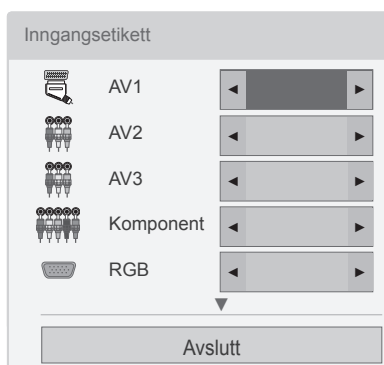 Inngangsetikett
AV1
AV2
AV3
Komponent
RGB
Avslutt